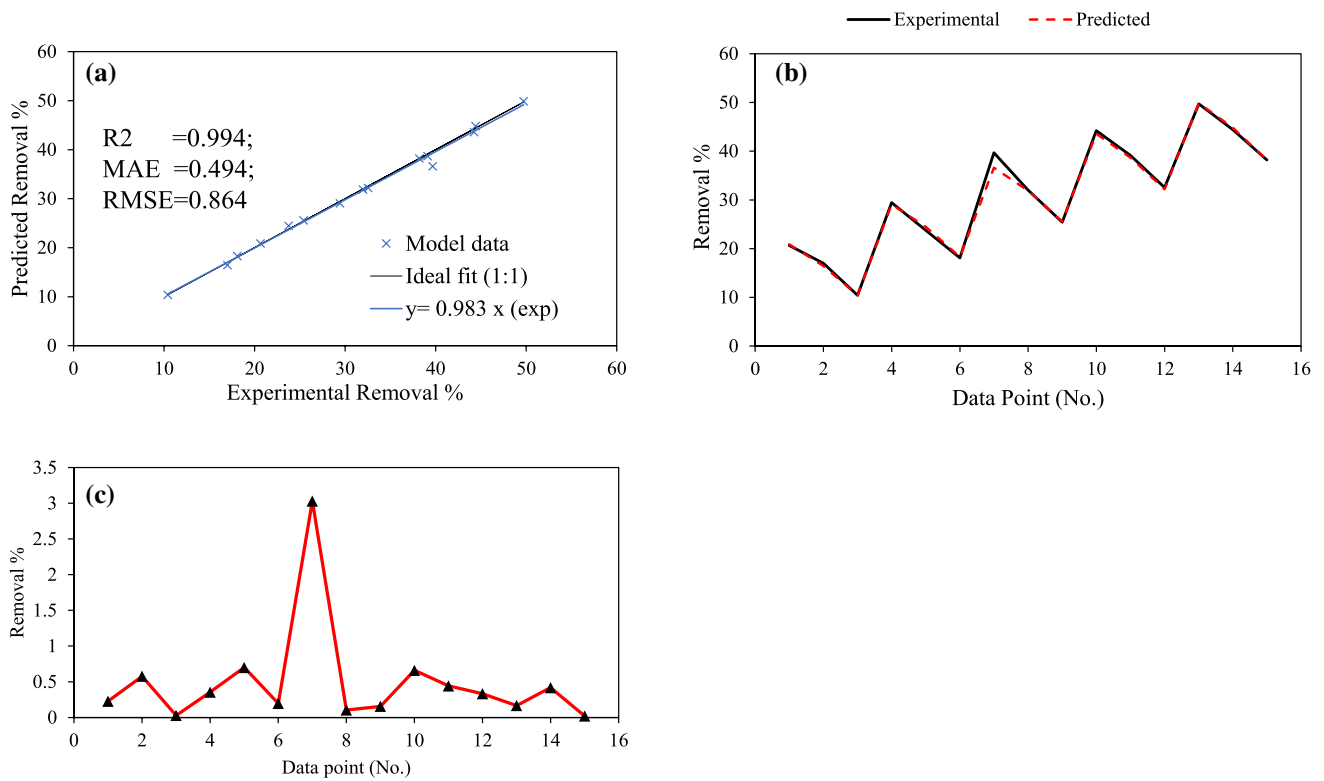 Experimental Predicted
(a)
60
50
40
30
20
10
0
Predicted Removal %
R2 =0.994;
MAE =0.494;
RMSE=0.864
Model data
Ideal fit (1:1)
y= 0.983 x (exp)
0 10 20 30 40 50 60
Experimental Removal %
(b)
60
50
40
30
20
10
0
Removal %
0 2 4 6 8 10 12 14 16
Data Point (No.)
(c)
3.5
3
2.5
2
1.5
1
0.5
0
Removal %
0 2 4 6 8 10 12 14 16
Data point (No.)